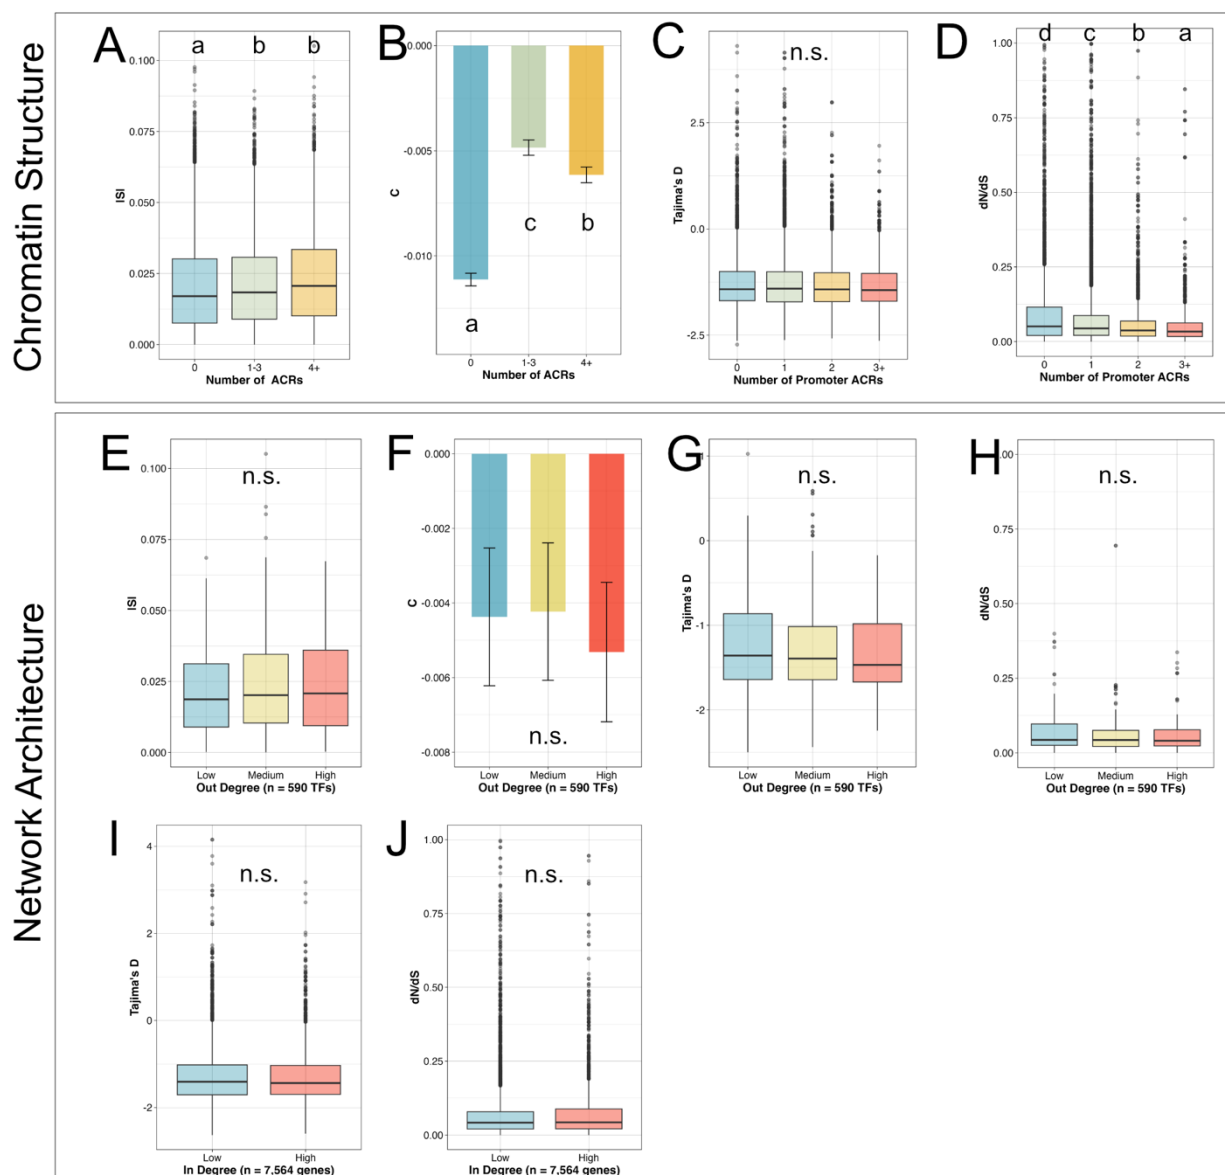 Chromatin Structure
A
a
b
b
0.100
0.075
0.050
0.025
0.000
ISI
0
1-3
4+
Number of ACRs
B
0.000
-0.005
-0.010
C
a
c
b
0
1-3
4+
Number of ACRs
C
n.s.
2.5
0.0
-2.5
Tajima's D
0
1
2
3+
Number of Promoter ACRs
D
d
c
b
a
1.00
0.75
0.50
0.25
0.00
dN/dS
0
1
2
3+
Number of Promoter ACRs
Network Architecture
E
n.s.
0.100
0.075
0.050
0.025
0.000
ISI
Low
Medium
High
Out Degree (n = 590 TFs)
F
0.000
-0.002
-0.004
-0.006
-0.008
C
n.s.
Low
Medium
High
Out Degree (n = 590 TFs)
G
n.s.
0
-1
-2
Tajima's D
Low
Medium
High
Out Degree (n = 590 TFs)
H
n.s.
1.00
0.75
0.50
0.25
0.00
dN/dS
Low
Medium
High
Out Degree (n = 590 TFs)
I
n.s.
4
2
0
-2
Tajima's D
Low
High
In Degree (n = 7,564 genes)
J
n.s.
1.00
0.75
0.50
0.25
0.00
dN/dS
Low
High
In Degree (n = 7,564 genes)